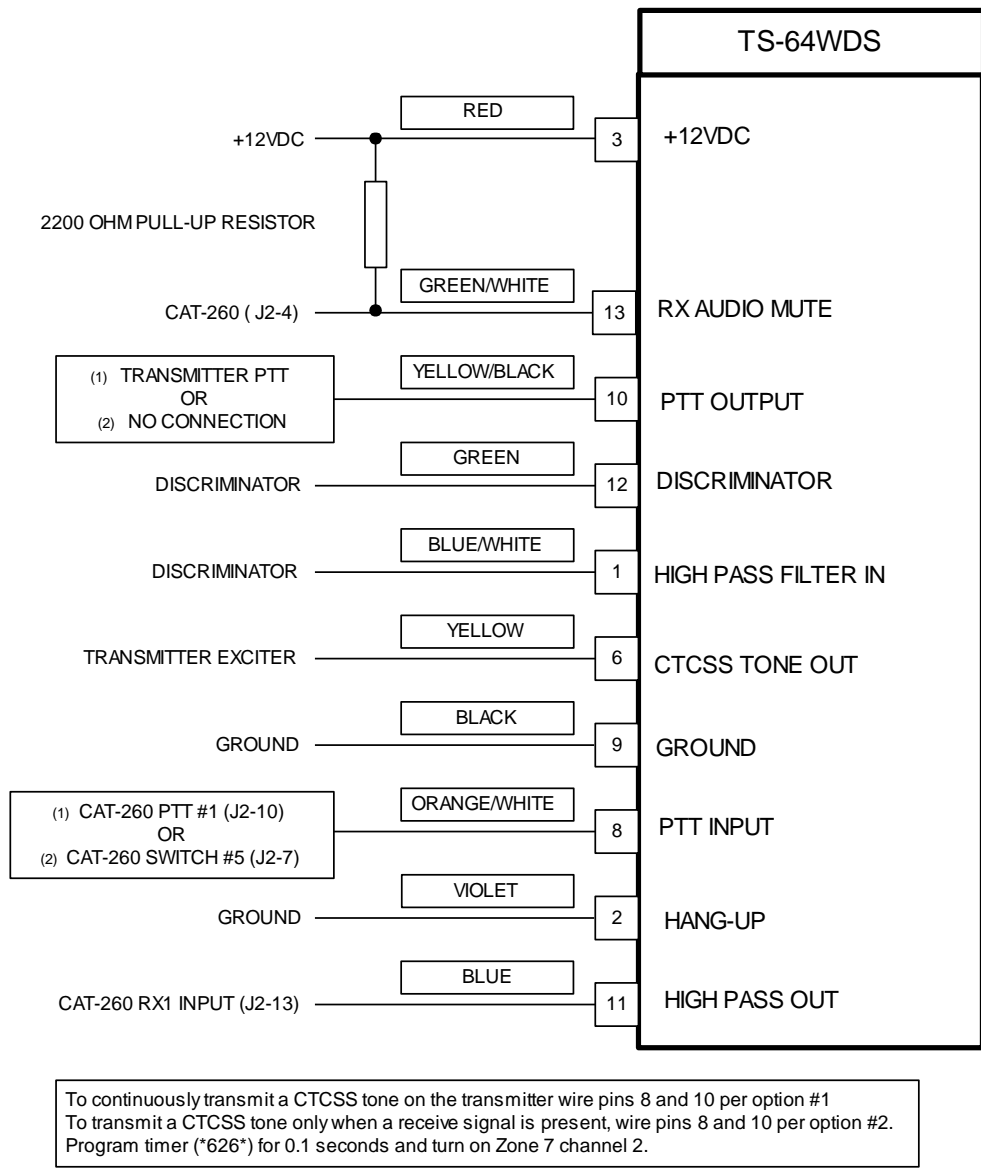 TS-64WDS
RED
+12VDC
3
+12VDC
2200 OHM PULL-UP RESISTOR
GREEN/WHITE
CAT-260 ( J2-4)
13
RX AUDIO MUTE
(1) TRANSMITTER PTT
OR
(2) NO CONNECTION
YELLOW/BLACK
10
PTT OUTPUT
GREEN
DISCRIMINATOR
12
DISCRIMINATOR
BLUE/WHITE
DISCRIMINATOR
1
HIGH PASS FILTER IN
YELLOW
TRANSMITTER EXCITER
6
CTCSS TONE OUT
BLACK
GROUND
9
GROUND
(1) CAT-260 PTT #1 (J2-10)
OR
(2) CAT-260 SWITCH #5 (J2-7)
ORANGE/WHITE
8
PTT INPUT
VIOLET
GROUND
2
HANG-UP
BLUE
CAT-260 RX1 INPUT (J2-13)
11
HIGH PASS OUT
To continuously transmit a CTCSS tone on the transmitter wire pins 8 and 10 per option #1
To transmit a CTCSS tone only when a receive signal is present, wire pins 8 and 10 per option #2.
Program timer (*626*) for 0.1 seconds and turn on Zone 7 channel 2.